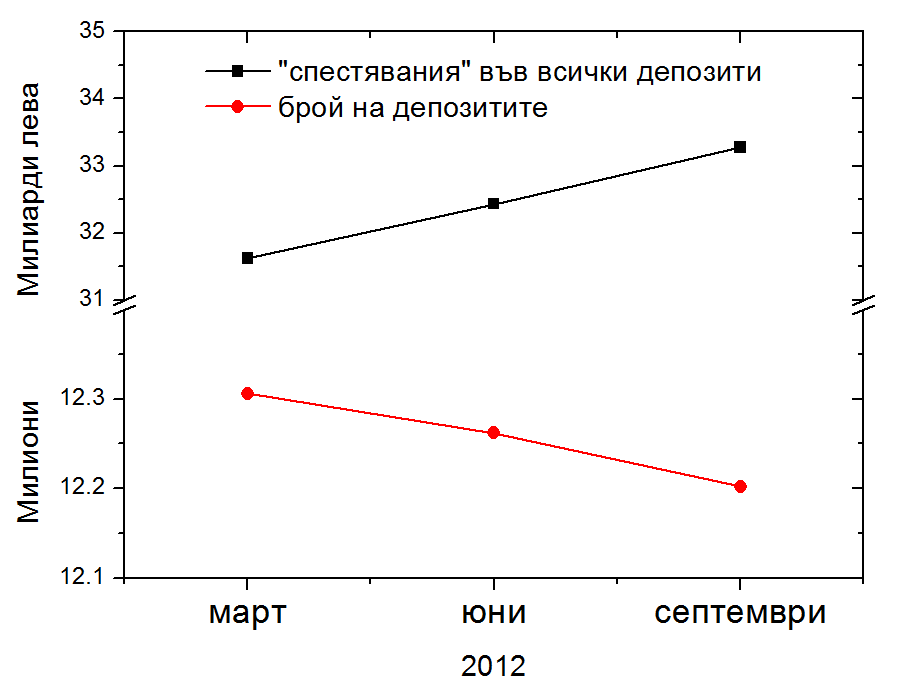 35
"спестявания" във всички депозити
34
брой на депозитите
33
32
31
Милиарди лева
12.3
12.2
12.1
Милиони
март юни септември
2012